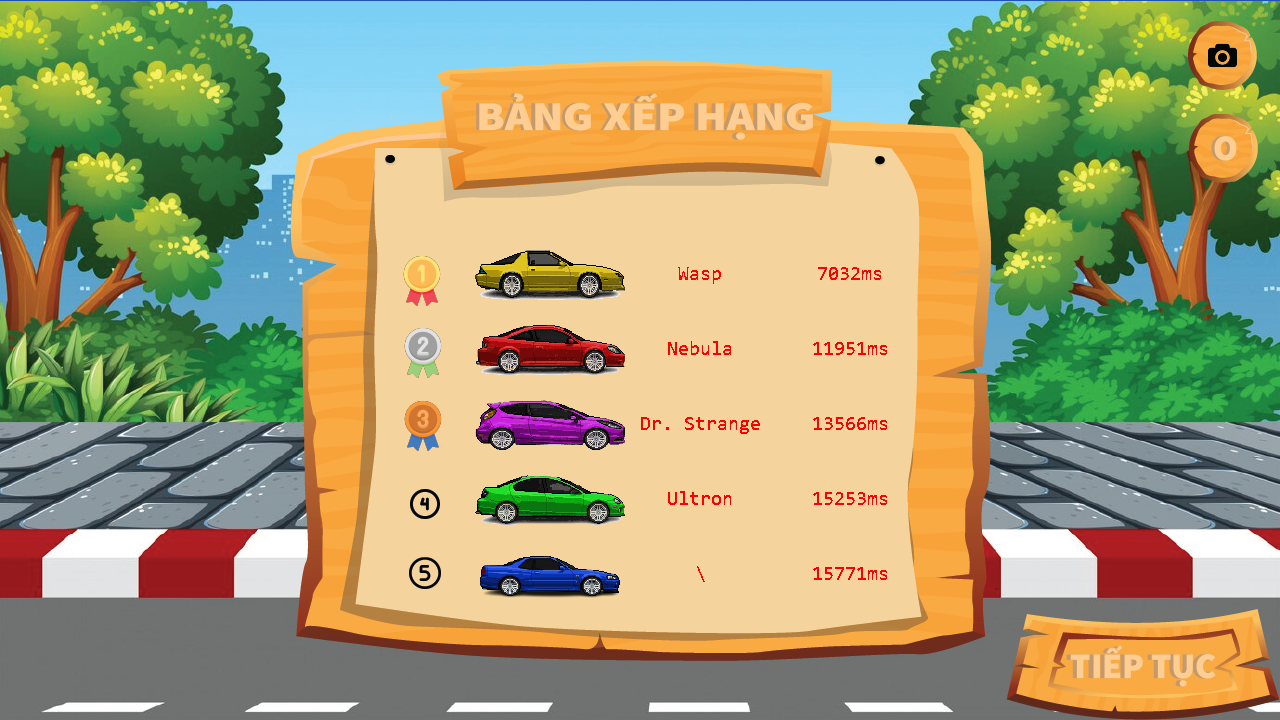 BẢNG XẾP HẠNG
O
1 Wasp 7032ms
2 Nebula 11951ms
3 Dr. Strange 13566ms
4 Ultron 15253ms
5 \ 15771ms
TIẾP TỤC